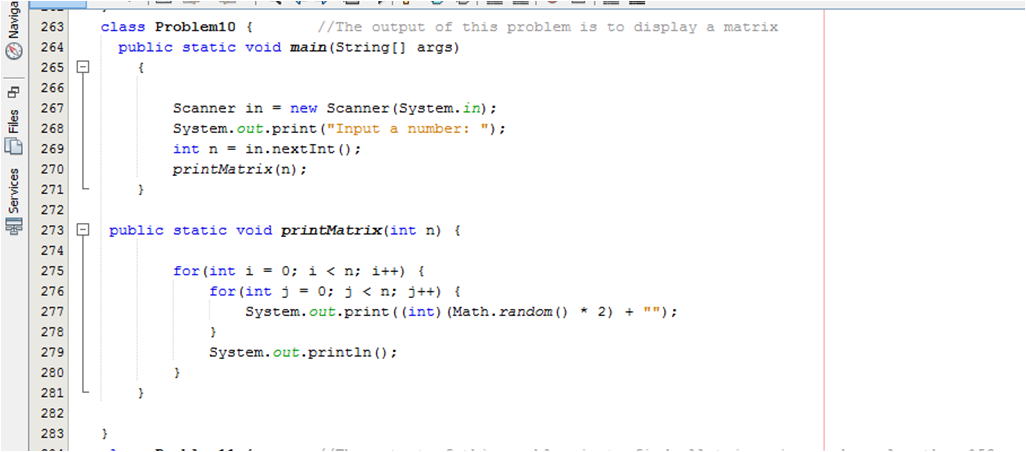 Naviga
Files
Services
263 class Problem10 { //The output of this problem is to display a matrix
264 public static void main(String[] args)
265 {
266
267 Scanner in = new Scanner(System.in);
268 System.out.print("Input a number: ");
269 int n = in.nextInt();
270 printMatrix(n);
271 }
272
273 public static void printMatrix(int n) {
274
275 for(int i = 0; i < n; i++) {
276 for(int j = 0; j < n; j++) {
277 System.out.print((int)(Math.random() * 2) + "");
278 }
279 System.out.println();
280 }
281 }
282
283 }